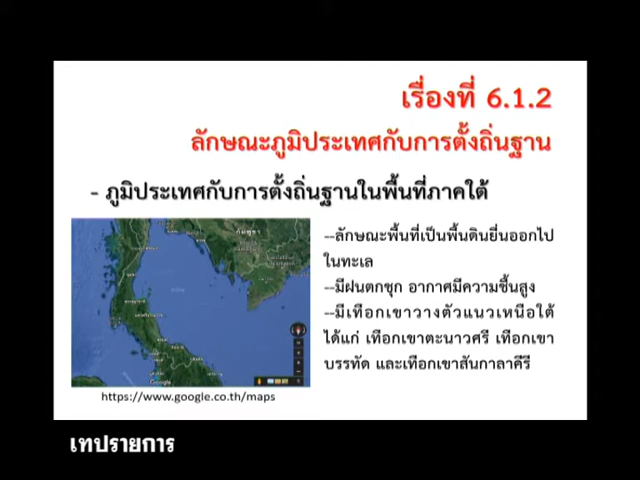 เรื่องที่ 6.1.2
ลักษณะภูมิประเทศกับการตั้งถิ่นฐาน
- ภูมิประเทศกับการตั้งถิ่นฐานในพื้นที่ภาคใต้
--ลักษณะพื้นที่เป็นพื้นดินยื่นออกไป
ในทะเล
--มีฝนตกชุก อากาศมีความชื้นสูง
--มีเทือกเขาวางตัวแนวเหนือใต้
ได้แก่ เทือกเขาตะนาวศรี เทือกเขา
บรรทัด และเทือกเขาสันกาลาคีรี
กัมพูชา
Google
https://www.google.co.th/maps
เทปรายการ